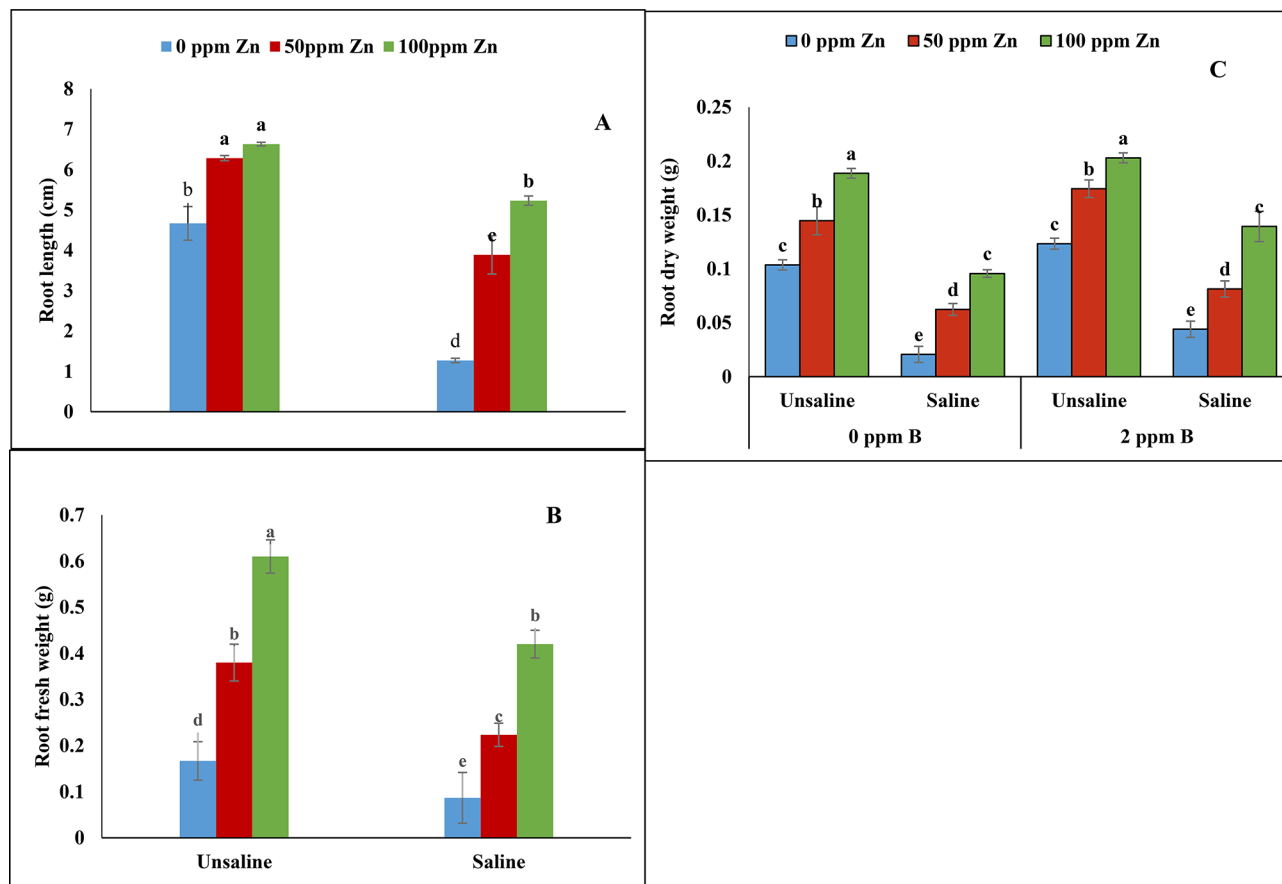 0 ppm Zn 50ppm Zn 100ppm Zn
A
8
7
6
5
4
3
2
1
0
Root length (cm)
b a a
d e b
0 ppm Zn 50 ppm Zn 100 ppm Zn
C
0.25
0.2
0.15
0.1
0.05
0
Root dry weight (g)
c b a e d c c b a e d c
Unsaline Saline Unsaline Saline
0 ppm B 2 ppm B
B
0.7
0.6
0.5
0.4
0.3
0.2
0.1
0
Root fresh weight (g)
d b a e c b
Unsaline Saline